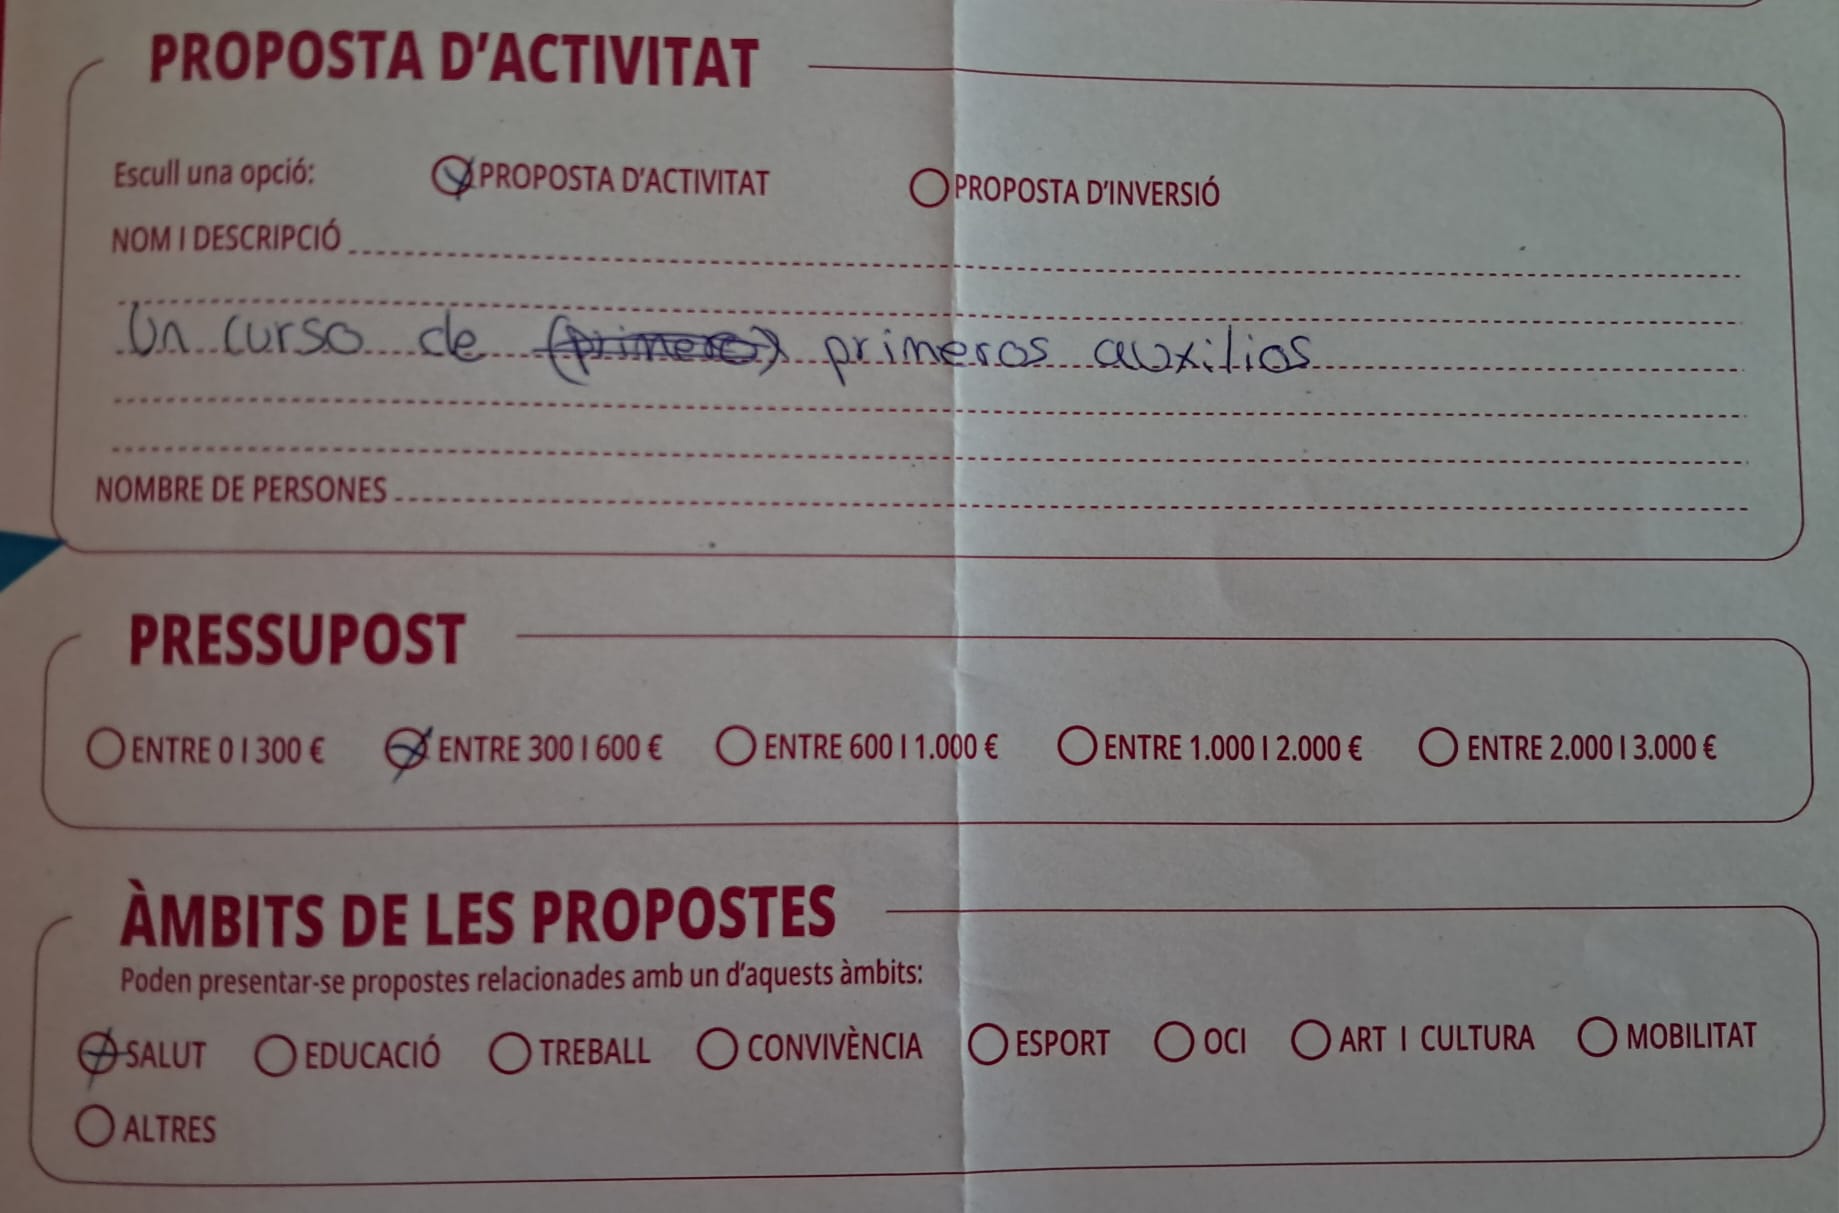 PROPOSTA D'ACTIVITAT
Escull una opció: PROPOSTA D'ACTIVITAT PROPOSTA D'INVERSIÓ
NOM I DESCRIPCIÓ
Un curso de (primero) primeros auxilios
NOMBRE DE PERSONES
PRESSUPOST
ENTRE 0 I 300 € ENTRE 300 I 600 € ENTRE 600 I 1.000 € ENTRE 1.000 I 2.000 € ENTRE 2.000 I 3.000 €
ÀMBITS DE LES PROPOSTES
Poden presentar-se propostes relacionades amb un d'aquests àmbits:
SALUT EDUCACIÓ TREBALL CONVIVÈNCIA ESPORT OCI ART I CULTURA MOBILITAT
ALTRES